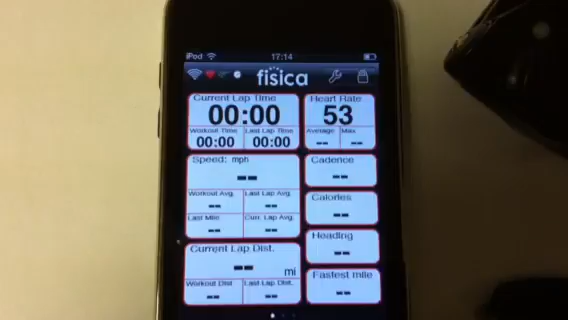 iPod 17:14
fisica
Current Lap Time
00:00
Workout Time Last Lap Time
00:00 00:00
Heart Rate
53
Average Max
-- --
Speed: mph
--
Workout Avg. Last Lap Avg.
-- --
Last Mile Curr. Lap Avg.
-- --
Cadence
--
Calories
--
Current Lap Dist.
-- mi
Workout Dist Last Lap Dist.
-- --
Heading
--
Fastest mile
--